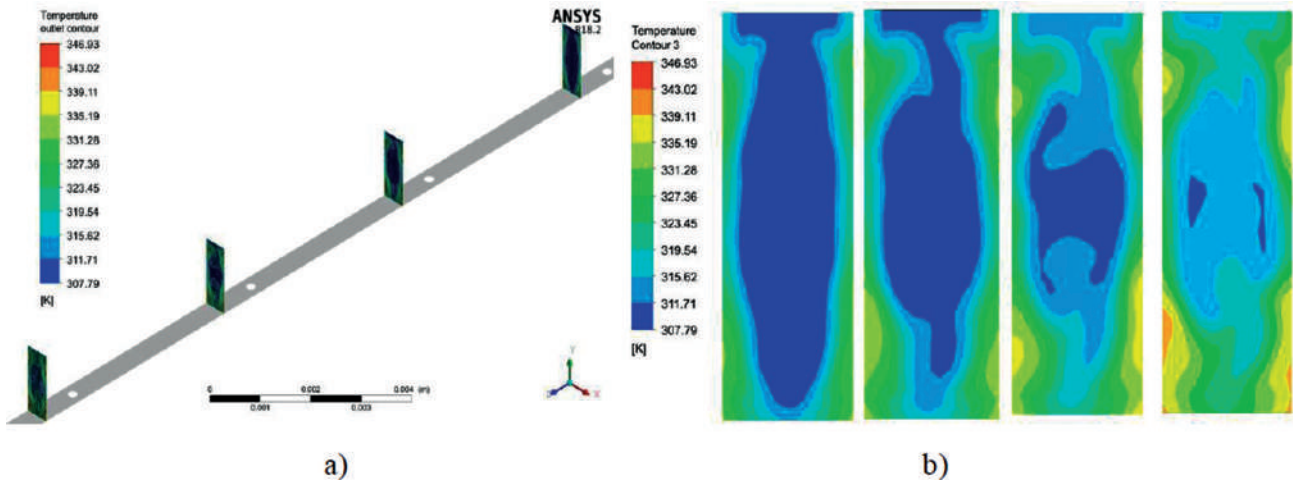 Temperature
outlet contour
346.93
343.02
339.11
335.19
331.28
327.36
323.45
319.54
315.62
311.71
307.79
[K]
ANSYS
R18.2
0
0.002
0.004 (m)
0.001
0.003
Y
Z
X
a)
Temperature
Contour 3
346.93
343.02
339.11
335.19
331.28
327.36
323.45
319.54
315.62
311.71
307.79
[K]
b)